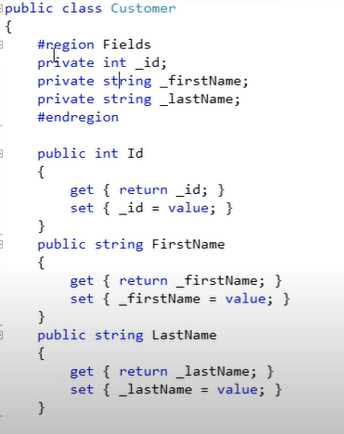 public class Customer
{
#region Fields
private int _id;
private string _firstName;
private string _lastName;
#endregion
public int Id
{
get { return _id; }
set { _id = value; }
}
public string FirstName
{
get { return _firstName; }
set { _firstName = value; }
}
public string LastName
{
get { return _lastName; }
set { _lastName = value; }
}